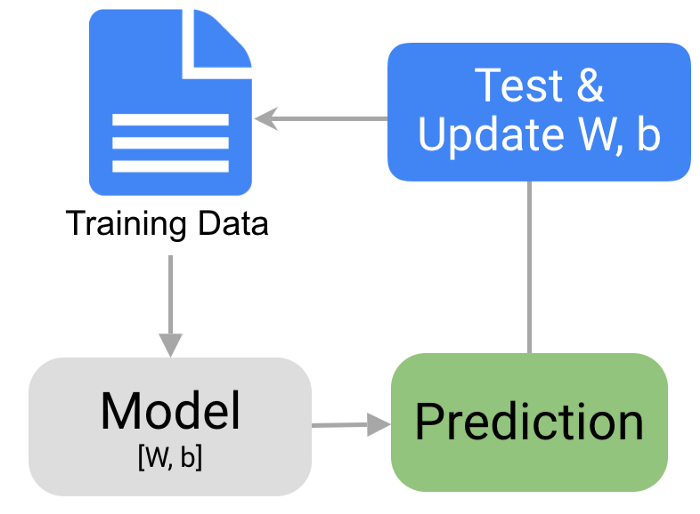 Test &
Update W, b
Training Data
Model
[W, b]
Prediction